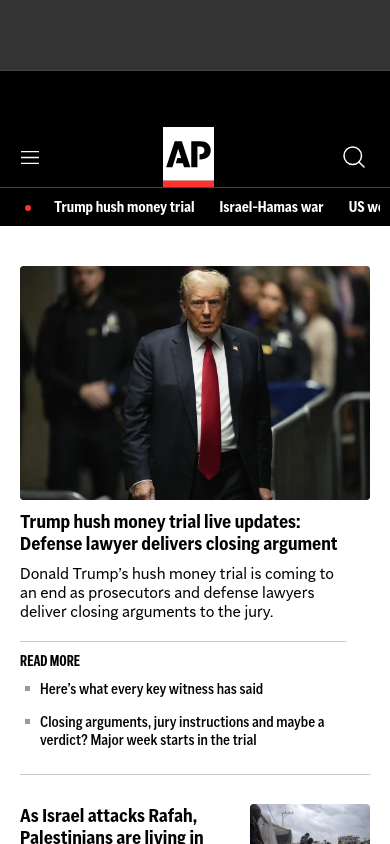 AP
Trump hush money trial
Israel-Hamas war
US we
Trump hush money trial live updates:
Defense lawyer delivers closing argument
Donald Trump’s hush money trial is coming to
an end as prosecutors and defense lawyers
deliver closing arguments to the jury.
READ MORE
Here’s what every key witness has said
Closing arguments, jury instructions and maybe a
verdict? Major week starts in the trial
As Israel attacks Rafah,
Palestinians are living in